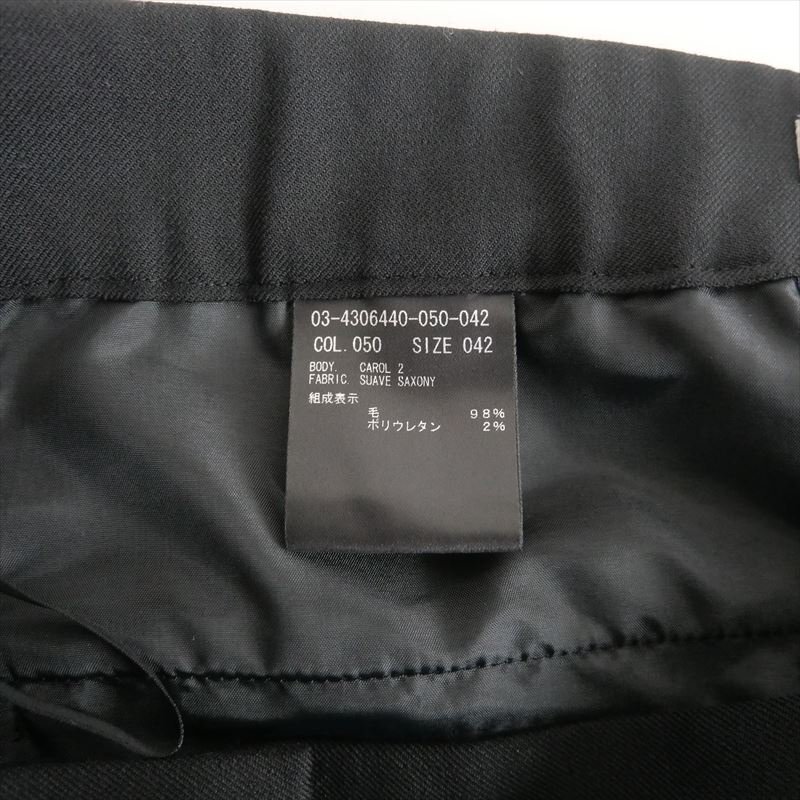 03-4306440-050-042
COL. 050 SIZE 042
BODY. CAROL 2
FABRIC. SUAVE SAXONY
組成表示
毛 98%
ポリウレタン 2%